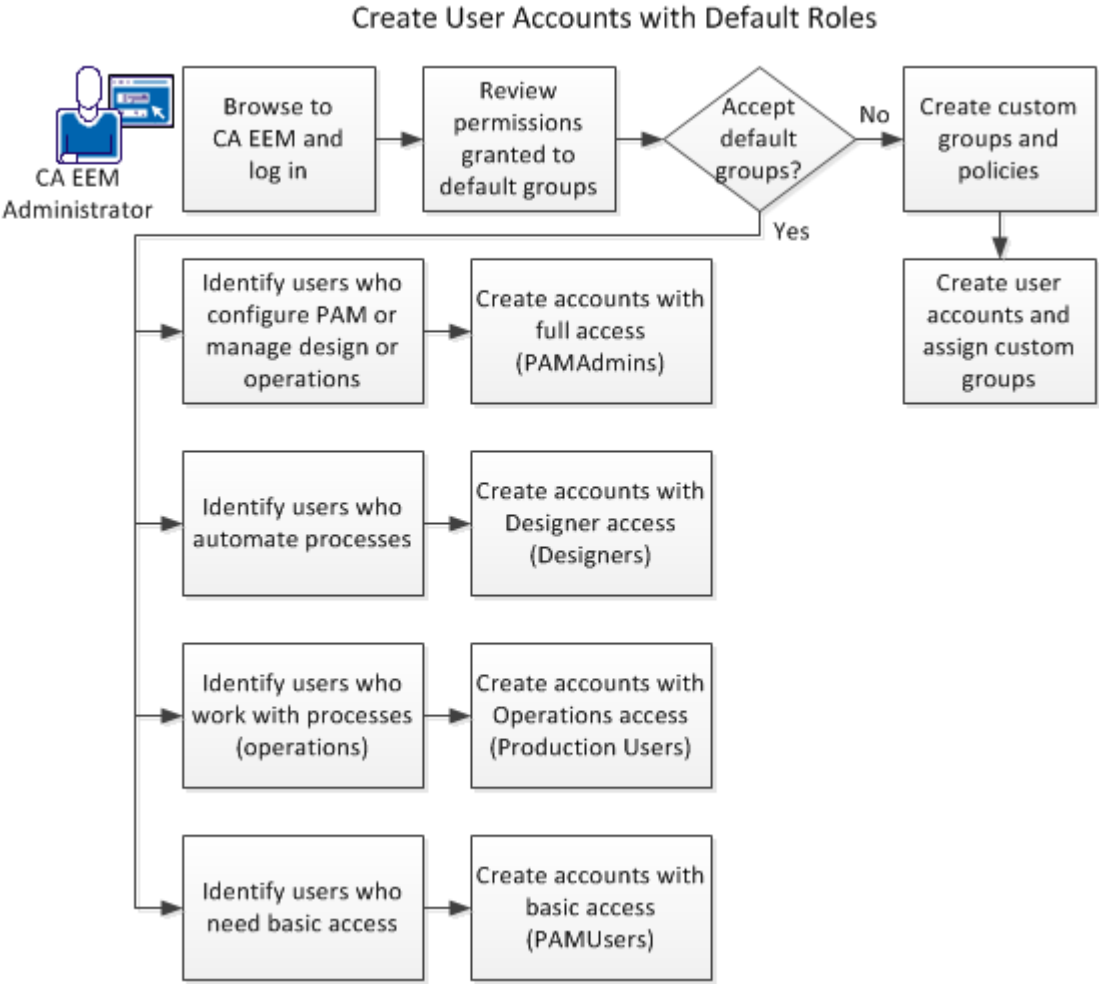 Create User Accounts with Default Roles
CA EEM
Administrator
Browse to
CA EEM and
log in
Review
permissions
granted to
default groups
Accept
default
groups?
No
Create custom
groups and
policies
Yes
Create user
accounts and
assign custom
groups
Identify users who
configure PAM or
manage design or
operations
Create accounts with
full access
(PAMAdmins)
Identify users who
automate processes
Create accounts with
Designer access
(Designers)
Identify users who
work with processes
(operations)
Create accounts with
Operations access
(Production Users)
Identify users who
need basic access
Create accounts with
basic access
(PAMUsers)